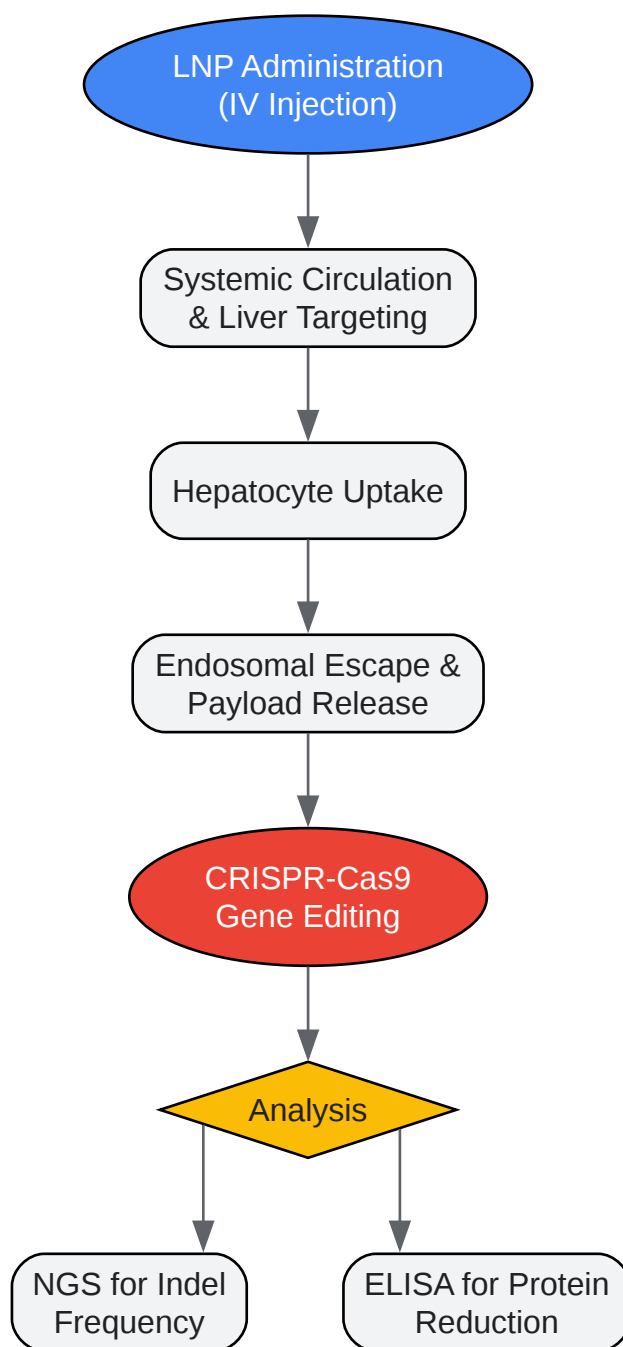 LNP Administration
(IV Injection)
Systemic Circulation
& Liver Targeting
Hepatocyte Uptake
Endosomal Escape &
Payload Release
CRISPR-Cas9
Gene Editing
Analysis
NGS for Indel
Frequency
ELISA for Protein
Reduction